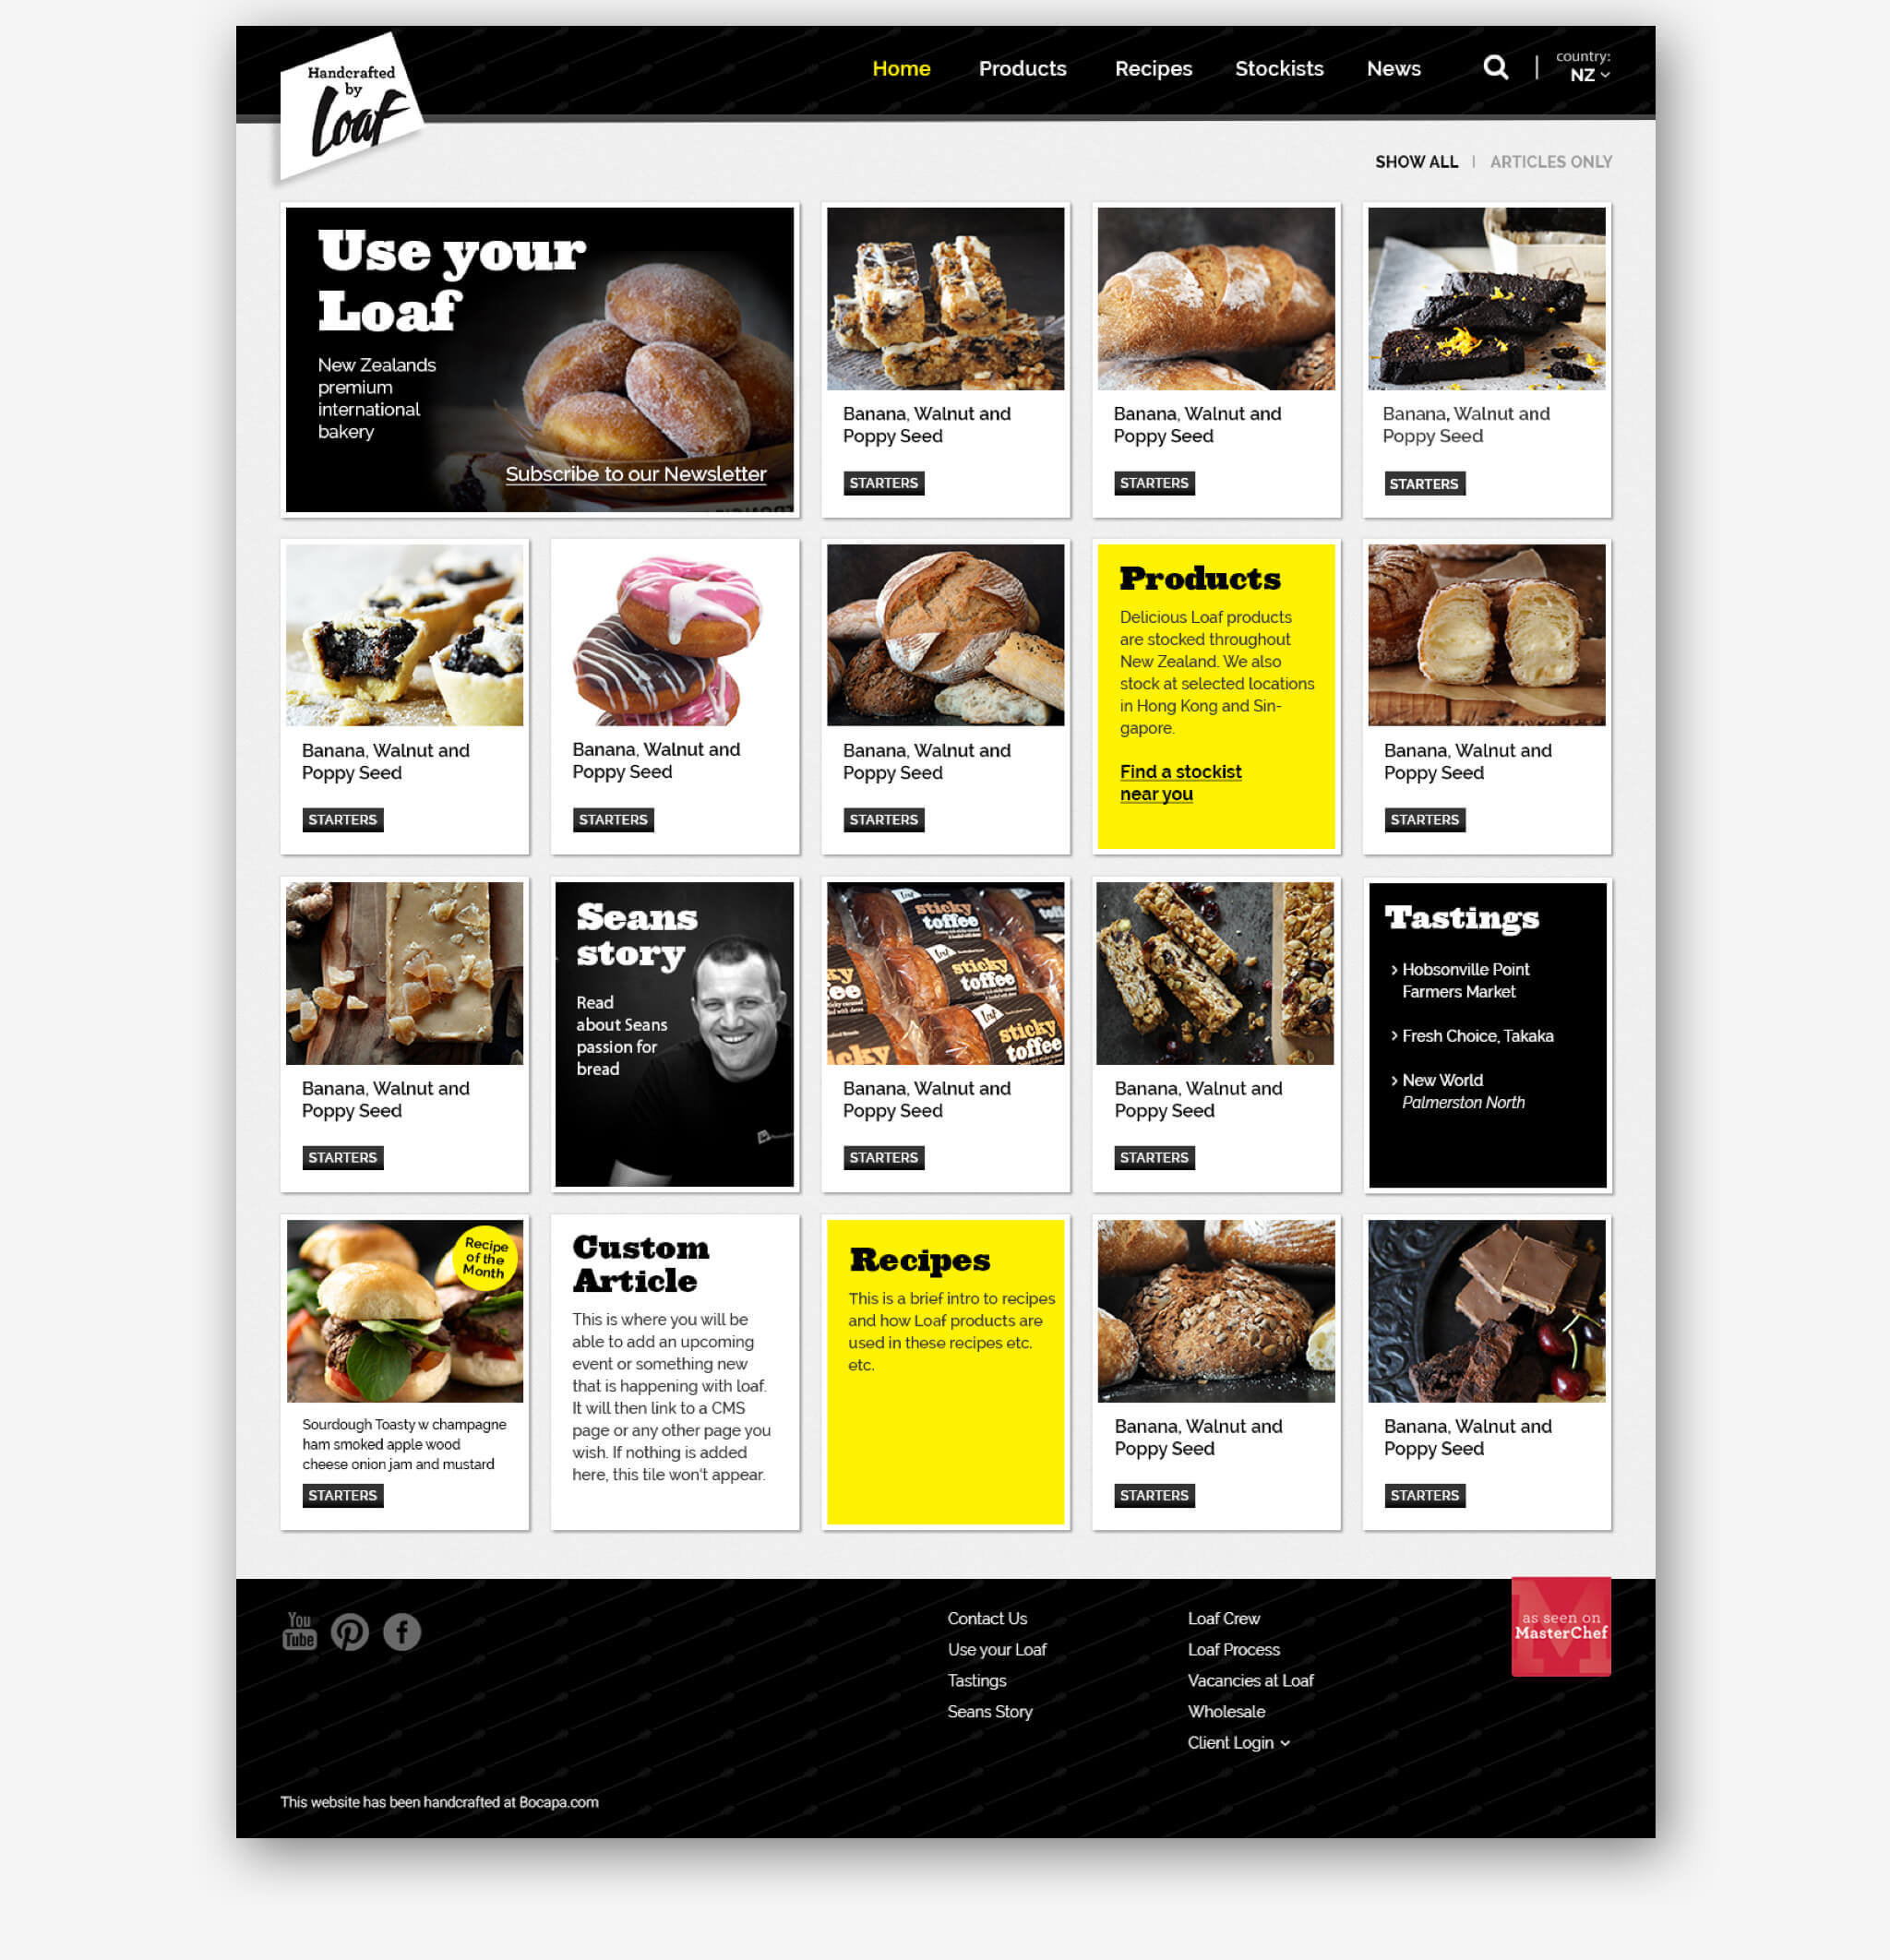 Handcrafted
by
Loaf
Home Products Recipes Stockists News
country:
NZ
SHOW ALL | ARTICLES ONLY
Use your
Loaf
New Zealands
premium
international
bakery
Subscribe to our Newsletter
Banana, Walnut and
Poppy Seed
STARTERS
Banana, Walnut and
Poppy Seed
STARTERS
Banana, Walnut and
Poppy Seed
STARTERS
Banana, Walnut and
Poppy Seed
STARTERS
Banana, Walnut and
Poppy Seed
STARTERS
Banana, Walnut and
Poppy Seed
STARTERS
Products
Delicious Loaf products
are stocked throughout
New Zealand. We also
stock at selected locations
in Hong Kong and Sin-
gapore.
Find a stockist
near you
Banana, Walnut and
Poppy Seed
STARTERS
Banana, Walnut and
Poppy Seed
STARTERS
Seans
story
Read
about Seans
passion for
bread
sticky
toffee
sticky
toffee
sticky
toffee
Banana, Walnut and
Poppy Seed
STARTERS
Banana, Walnut and
Poppy Seed
STARTERS
Tastings
> Hobsonville Point
Farmers Market
> Fresh Choice, Takaka
> New World
Palmerston North
Recipe
of the
Month
Sourdough Toasty w champagne
ham smoked apple wood
cheese onion jam and mustard
STARTERS
Custom
Article
This is where you will be
able to add an upcoming
event or something new
that is happening with loaf.
It will then link to a CMS
page or any other page you
wish. If nothing is added
here, this tile won't appear.
Recipes
This is a brief intro to recipes
and how Loaf products are
used in these recipes etc.
etc.
Banana, Walnut and
Poppy Seed
STARTERS
Banana, Walnut and
Poppy Seed
STARTERS
You
Tube
Contact Us
Use your Loaf
Tastings
Seans Story
Loaf Crew
Loaf Process
Vacancies at Loaf
Wholesale
Client Login
as seen on
MasterChef
This website has been handcrafted at Bocapa.com